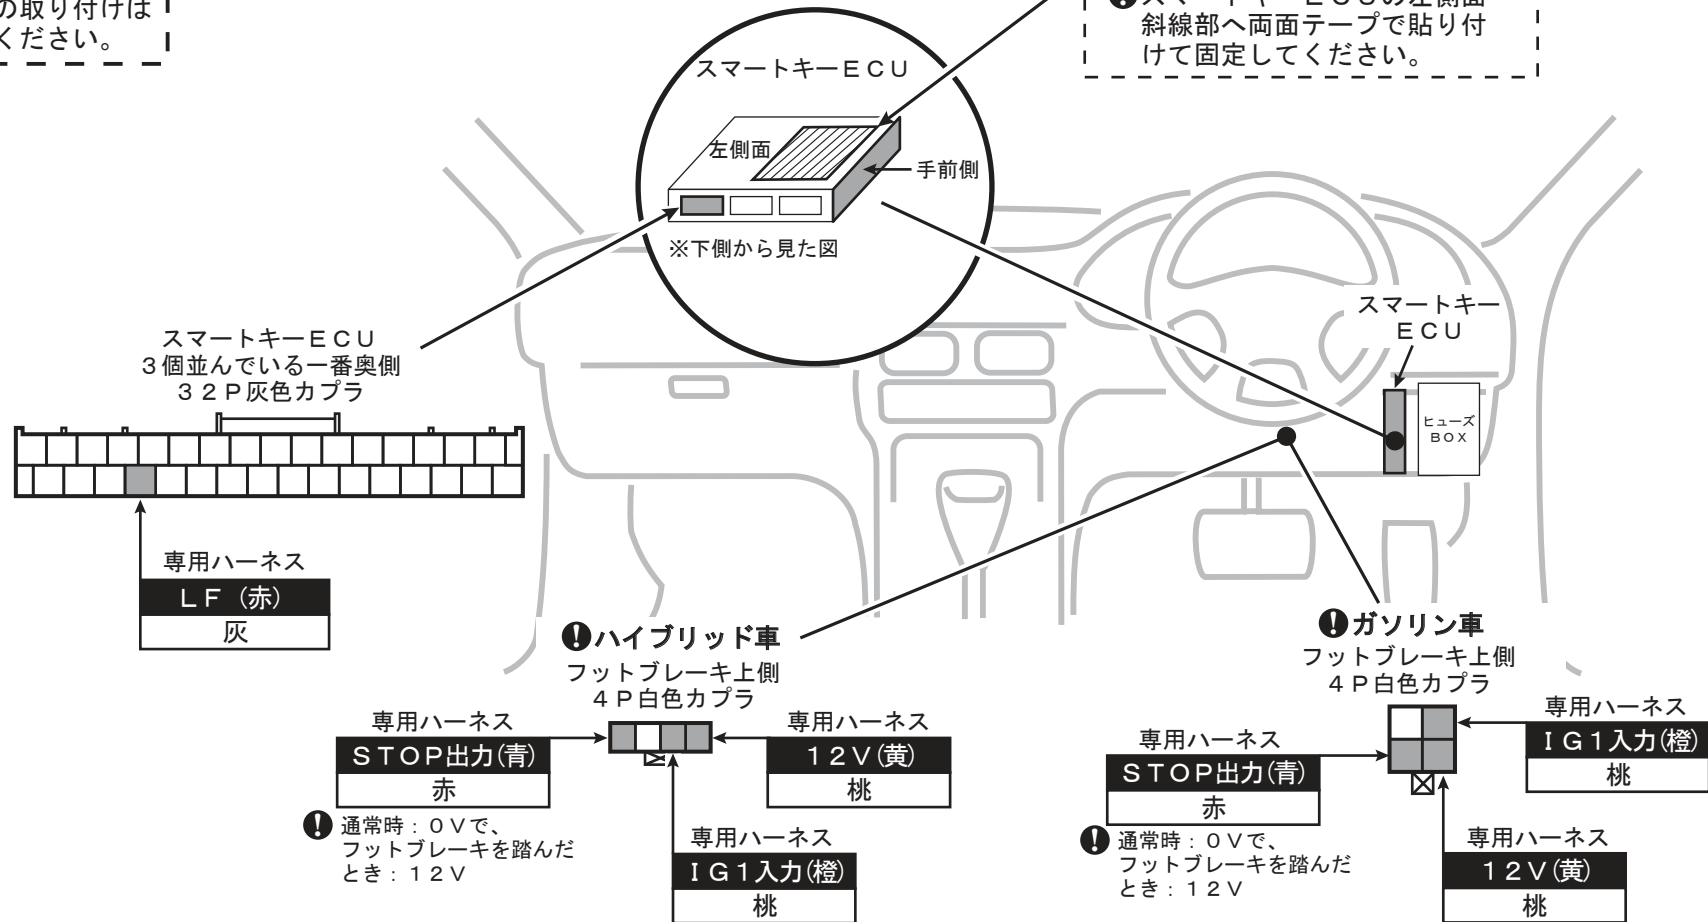 の取り付けは
ください。
❗スマートキーＥＣＵの左側面
斜線部へ両面テープで貼り付
けて固定してください。
スマートキーＥＣＵ
左側面
手前側
※下側から見た図
スマートキー
ＥＣＵ
ヒューズ
ＢＯＸ
スマートキーＥＣＵ
３個並んでいる一番奥側
３２Ｐ灰色カプラ
専用ハーネス
ＬＦ（赤）
灰
❗ハイブリッド車
フットブレーキ上側
４Ｐ白色カプラ
専用ハーネス
ＳＴＯＰ出力(青)
赤
❗通常時：０Ｖで、
フットブレーキを踏んだ
とき：１２Ｖ
専用ハーネス
１２Ｖ(黄)
桃
専用ハーネス
ＩＧ１入力(橙)
桃
❗ガソリン車
フットブレーキ上側
４Ｐ白色カプラ
専用ハーネス
ＳＴＯＰ出力(青)
赤
❗通常時：０Ｖで、
フットブレーキを踏んだ
とき：１２Ｖ
専用ハーネス
ＩＧ１入力(橙)
桃
専用ハーネス
１２Ｖ(黄)
桃